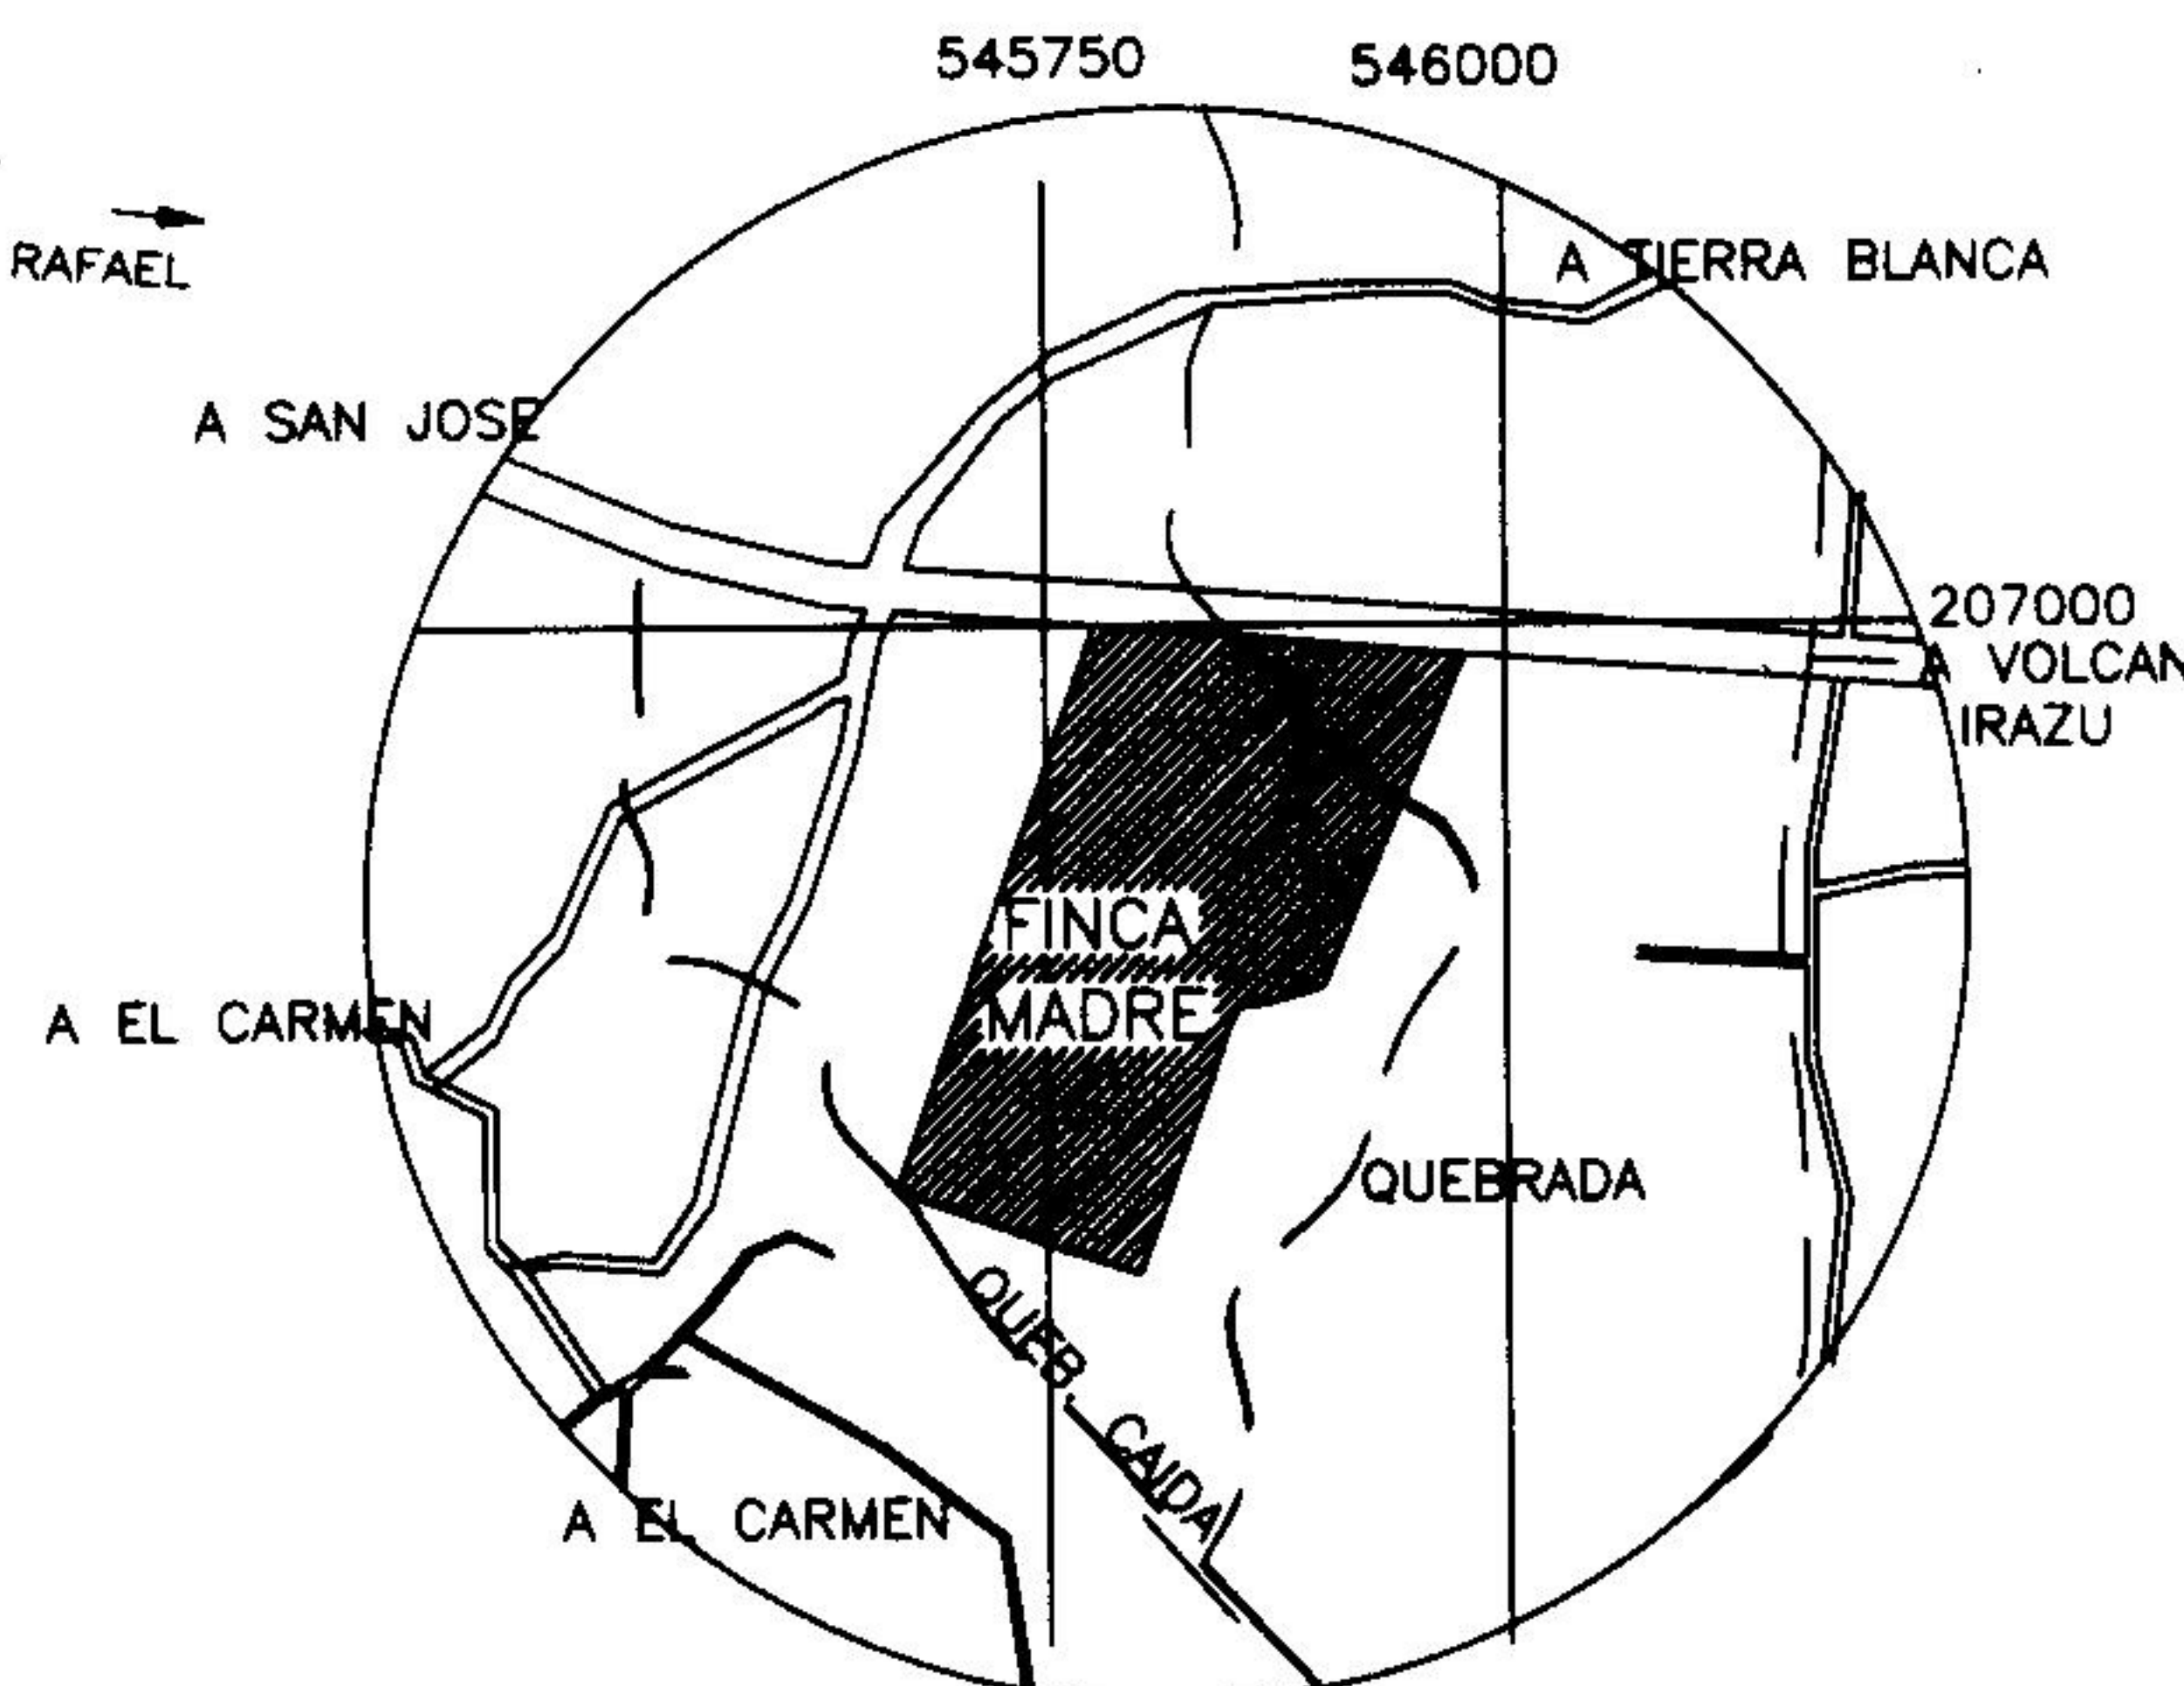 545750 546000
RAFAEL
A TIERRA BLANCA
A SAN JOSE
207000
A VOLCAN
IRAZU
FINCA
MADRE
A EL CARMEN
QUEBRADA
QUEB. CAIDA
A EL CARMEN